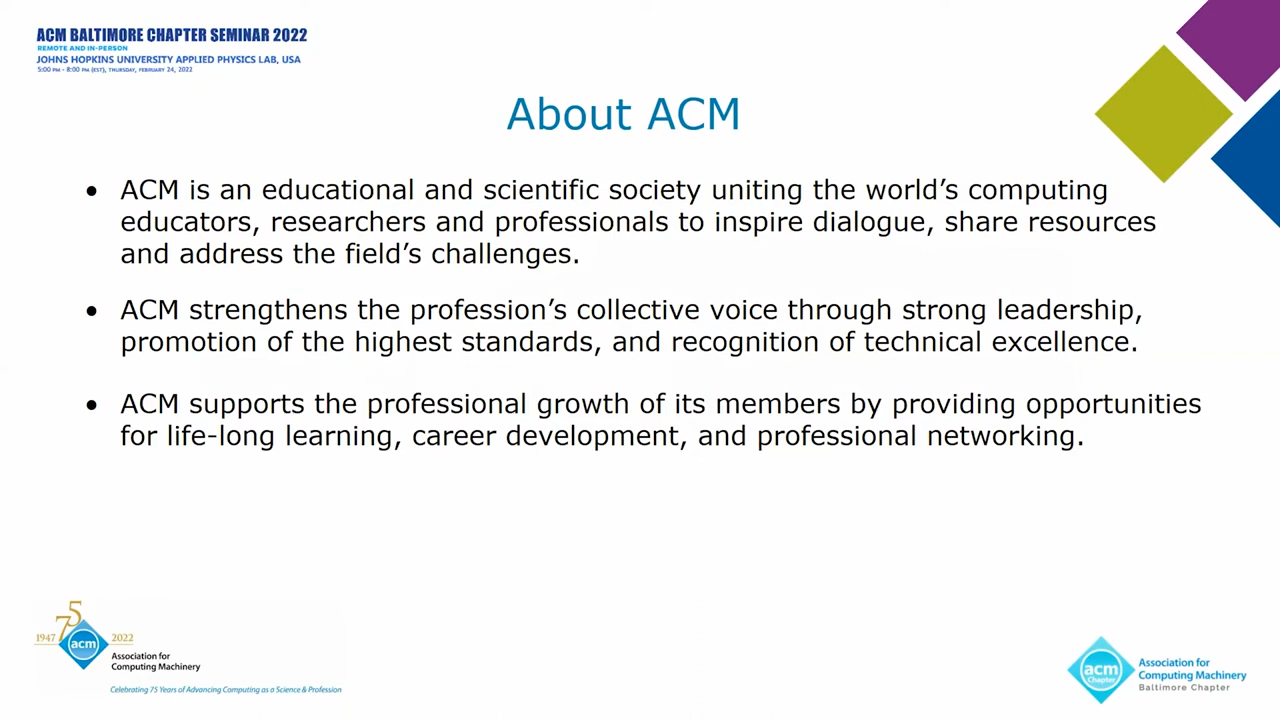 ACM BALTIMORE CHAPTER SEMINAR 2022
REMOTE AND IN-PERSON
JOHNS HOPKINS UNIVERSITY APPLIED PHYSICS LAB, USA
5:00 PM - 8:00 PM (EST), THURSDAY, FEBRUARY 24, 2022
About ACM
• ACM is an educational and scientific society uniting the world’s computing
educators, researchers and professionals to inspire dialogue, share resources
and address the field’s challenges.
• ACM strengthens the profession’s collective voice through strong leadership,
promotion of the highest standards, and recognition of technical excellence.
• ACM supports the professional growth of its members by providing opportunities
for life-long learning, career development, and professional networking.
75
1947 acm 2022
Association for
Computing Machinery
Celebrating 75 Years of Advancing Computing as a Science & Profession
acm
Chapter
Association for
Computing Machinery
Baltimore Chapter